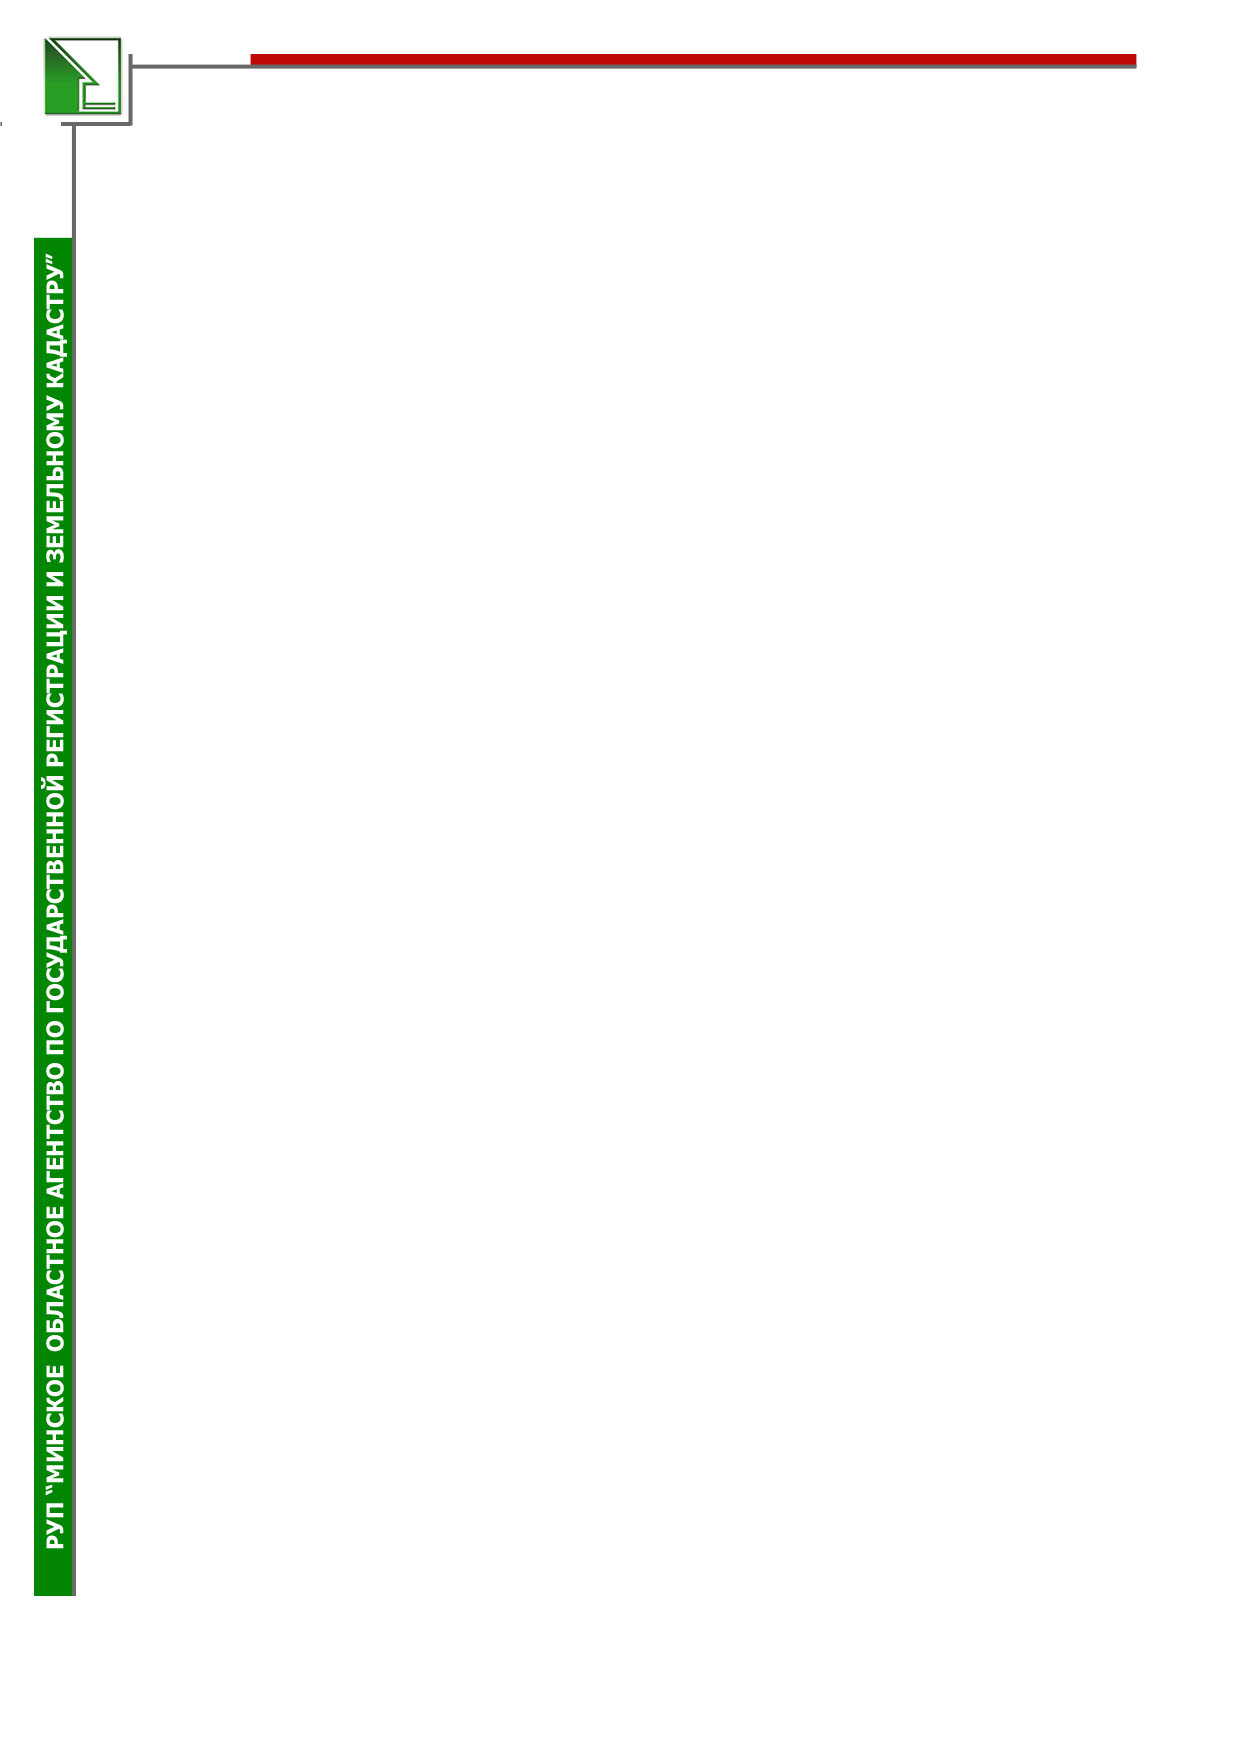 РУП “МИНСКОЕ  ОБЛАСТНОЕ АГЕНТСТВО ПО ГОСУДАРСТВЕННОЙ РЕГИСТРАЦИИ И ЗЕМЕЛЬНОМУ КАДАСТРУ”